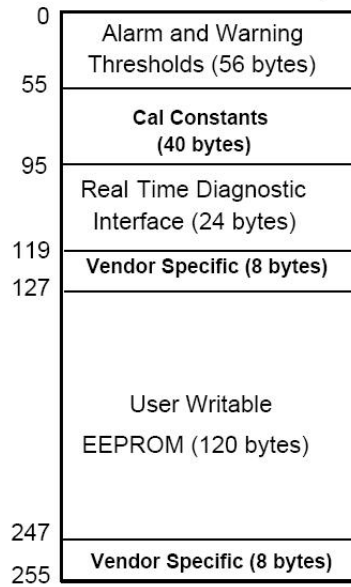 0
Alarm and Warning
Thresholds (56 bytes)
55
Cal Constants
(40 bytes)
95
Real Time Diagnostic
Interface (24 bytes)
119
Vendor Specific (8 bytes)
127
User Writable
EEPROM (120 bytes)
247
Vendor Specific (8 bytes)
255